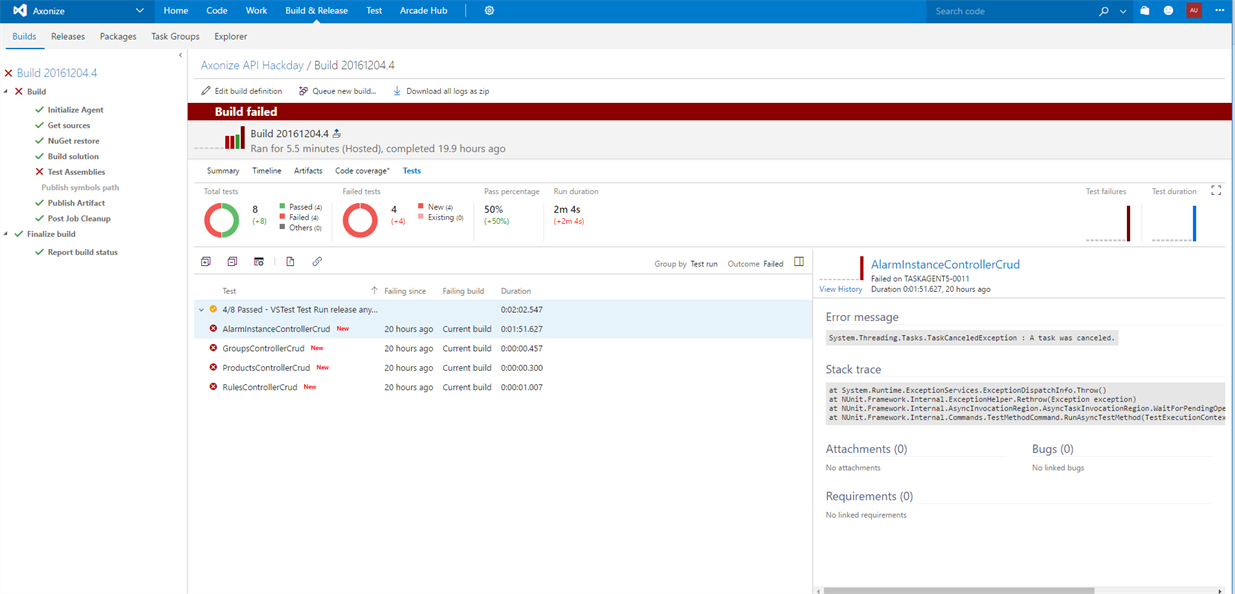 Axonize Home Code Work Build & Release Test Arcade Hub Search code AU
Builds Releases Packages Task Groups Explorer
Build 20161204.4
Build
Initialize Agent
Get sources
NuGet restore
Build solution
Test Assemblies
Publish symbols path
Publish Artifact
Post Job Cleanup
Finalize build
Report build status
Axonize API Hackday / Build 20161204.4
Edit build definition Queue new build... Download all logs as zip
Build failed
Build 20161204.4
Ran for 5.5 minutes (Hosted), completed 19.9 hours ago
Summary Timeline Artifacts Code coverage* Tests
Total tests Failed tests Pass percentage Run duration Test failures Test duration
8
(+8)
Passed (4)
Failed (4)
Others (0)
4
(+4)
New (4)
Existing (0)
50%
(+50%)
2m 4s
(+2m 4s)
Group by Test run Outcome Failed
Test Failing since Failing build Duration
4/8 Passed - VSTest Test Run release any... 0:02:02.547
AlarmInstanceControllerCrud New 20 hours ago Current build 0:01:51.627
GroupsControllerCrud New 20 hours ago Current build 0:00:00.457
ProductsControllerCrud New 20 hours ago Current build 0:00:00.300
RulesControllerCrud New 20 hours ago Current build 0:00:01.007
AlarmInstanceControllerCrud
Failed on TASKAGENT5-0011
View History Duration 0:01:51.627, 20 hours ago
Error message
System.Threading.Tasks.TaskCanceledException : A task was canceled.
Stack trace
at System.Runtime.ExceptionServices.ExceptionDispatchInfo.Throw()
at NUnit.Framework.Internal.ExceptionHelper.Rethrow(Exception exception)
at NUnit.Framework.Internal.AsyncInvocationRegion.AsyncTaskInvocationRegion.WaitForPendingOpe
at NUnit.Framework.Internal.Commands.TestMethodCommand.RunAsyncTestMethod(TestExecutionContex
Attachments (0) Bugs (0)
No attachments No linked bugs
Requirements (0)
No linked requirements